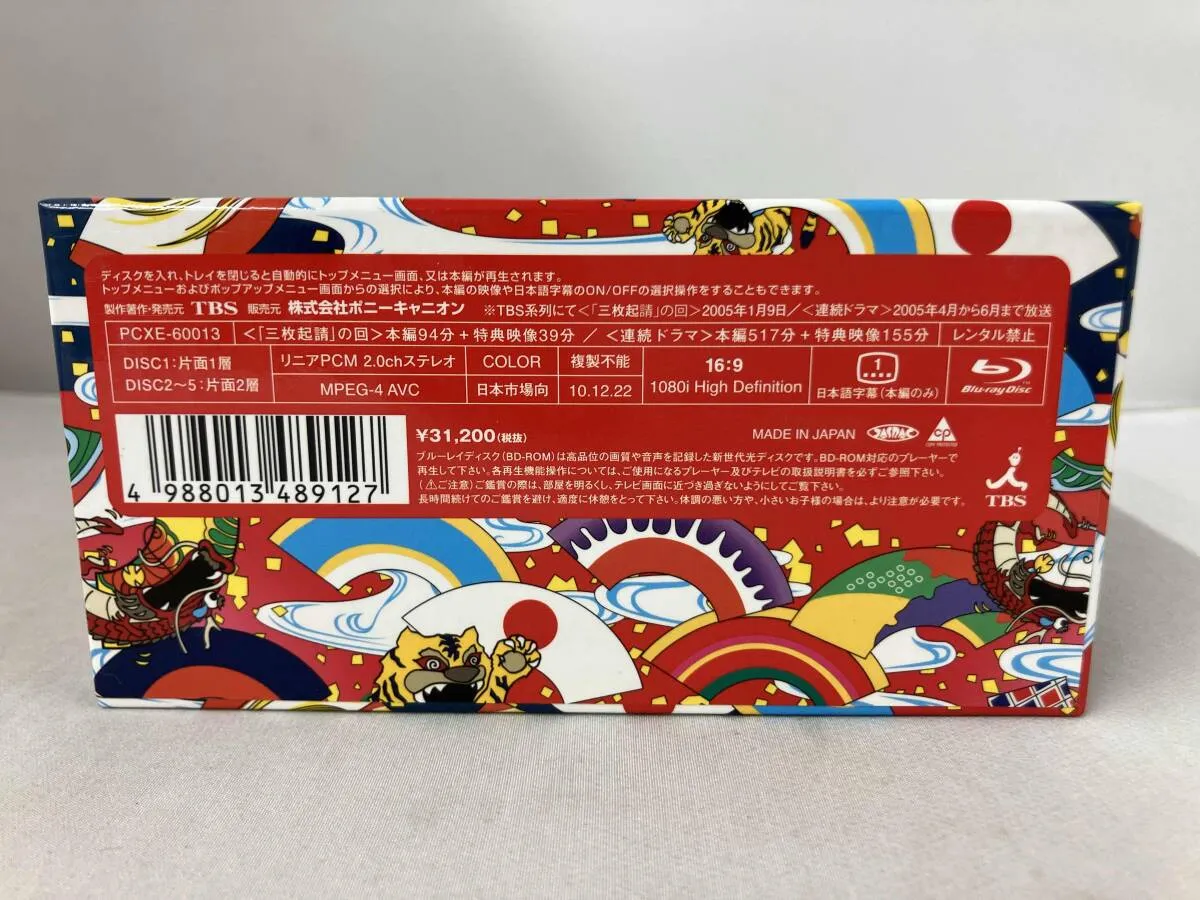 ディスクを入れ、トレイを閉じると自動的にトップメニュー画面、又は本編が再生されます。
トップメニューおよびポップアップメニュー画面からの選択により、本編の映像や日本語字幕のON/OFFの選択操作をすることもできます。
製作著作・発売元 TBS 販売元 株式会社ポニーキャニオン ※TBS系列にて<「三枚起請」の回>2005年1月9日/<連続ドラマ>2005年4月から6月まで放送
PCXE-60013 <「三枚起請」の回>本編94分+特典映像39分 / <連続ドラマ>本編517分+特典映像155分 レンタル禁止
DISC1:片面1層 リニアPCM 2.0chステレオ COLOR 複製不能 16:9 1
DISC2~5:片面2層 MPEG-4 AVC 日本市場向 10.12.22 1080i High Definition 日本語字幕(本編のみ) Blu-ray Disc
¥31,200(税抜) MADE IN JAPAN JASRAC CP
ブルーレイディスク(BD-ROM)は高品位の画質や音声を記録した新世代光ディスクです。BD-ROM対応のプレーヤーで
再生して下さい。各再生機能操作については、ご使用になるプレーヤー及びテレビの取扱説明書を必ずご参照下さい。
(⚠ご注意)ご鑑賞の際は、部屋を明るくし、テレビ画面に近づき過ぎないようにしてご覧下さい。
長時間続けてのご鑑賞を避け、適度に休憩をとって下さい。体調の悪い方や、小さいお子様の場合は、より注意が必要です。
TBS
4 988013 489127